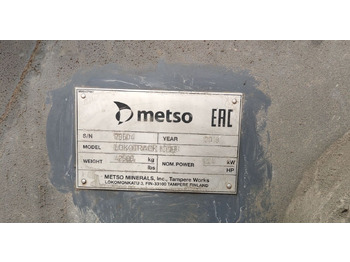 metso EAC
S/N YEAR
MODEL LOKOTRACK
WEIGHT kg lbs NOM. POWER kW HP
METSO MINERALS, Inc., Tampere Works
LOKOMONKATU 3, FIN-33100 TAMPERE FINLAND